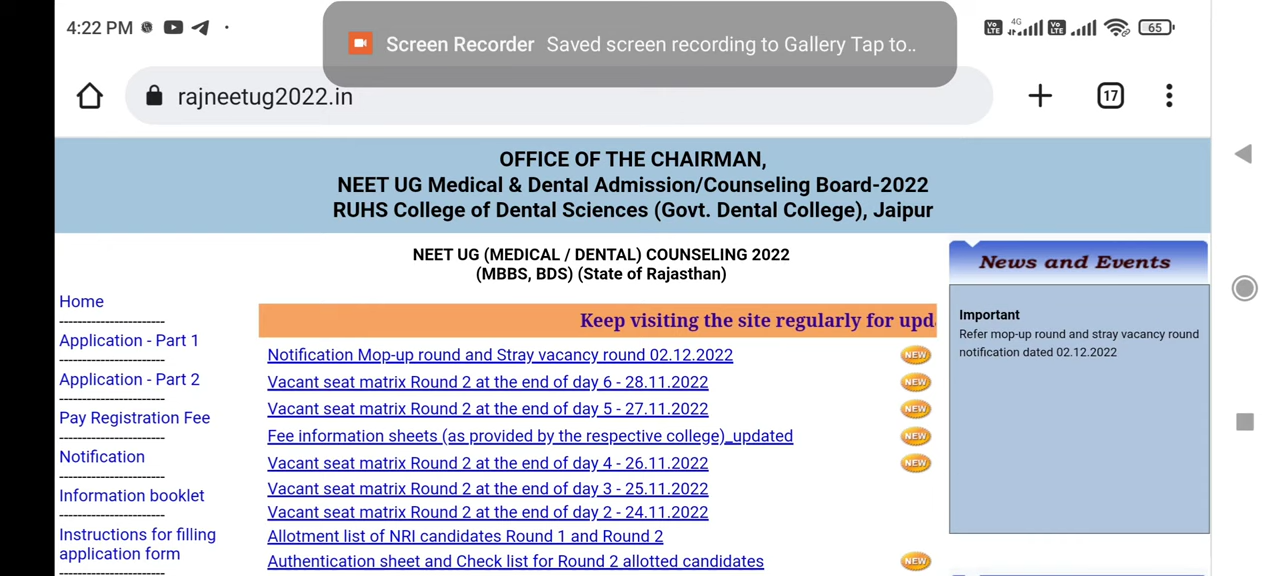 4:22 PM
Screen Recorder Saved screen recording to Gallery Tap to..
Vo LTE 4G Vo LTE 65
rajneetug2022.in
17
OFFICE OF THE CHAIRMAN,
NEET UG Medical & Dental Admission/Counseling Board-2022
RUHS College of Dental Sciences (Govt. Dental College), Jaipur
NEET UG (MEDICAL / DENTAL) COUNSELING 2022
(MBBS, BDS) (State of Rajasthan)
Home
-----------------------
Application - Part 1
-----------------------
Application - Part 2
-----------------------
Pay Registration Fee
-----------------------
Notification
-----------------------
Information booklet
-----------------------
Instructions for filling
application form
-----------------------
Keep visiting the site regularly for upd
Notification Mop-up round and Stray vacancy round 02.12.2022 NEW
Vacant seat matrix Round 2 at the end of day 6 - 28.11.2022 NEW
Vacant seat matrix Round 2 at the end of day 5 - 27.11.2022 NEW
Fee information sheets (as provided by the respective college)_updated NEW
Vacant seat matrix Round 2 at the end of day 4 - 26.11.2022 NEW
Vacant seat matrix Round 2 at the end of day 3 - 25.11.2022
Vacant seat matrix Round 2 at the end of day 2 - 24.11.2022
Allotment list of NRI candidates Round 1 and Round 2
Authentication sheet and Check list for Round 2 allotted candidates NEW
News and Events
Important
Refer mop-up round and stray vacancy round
notification dated 02.12.2022